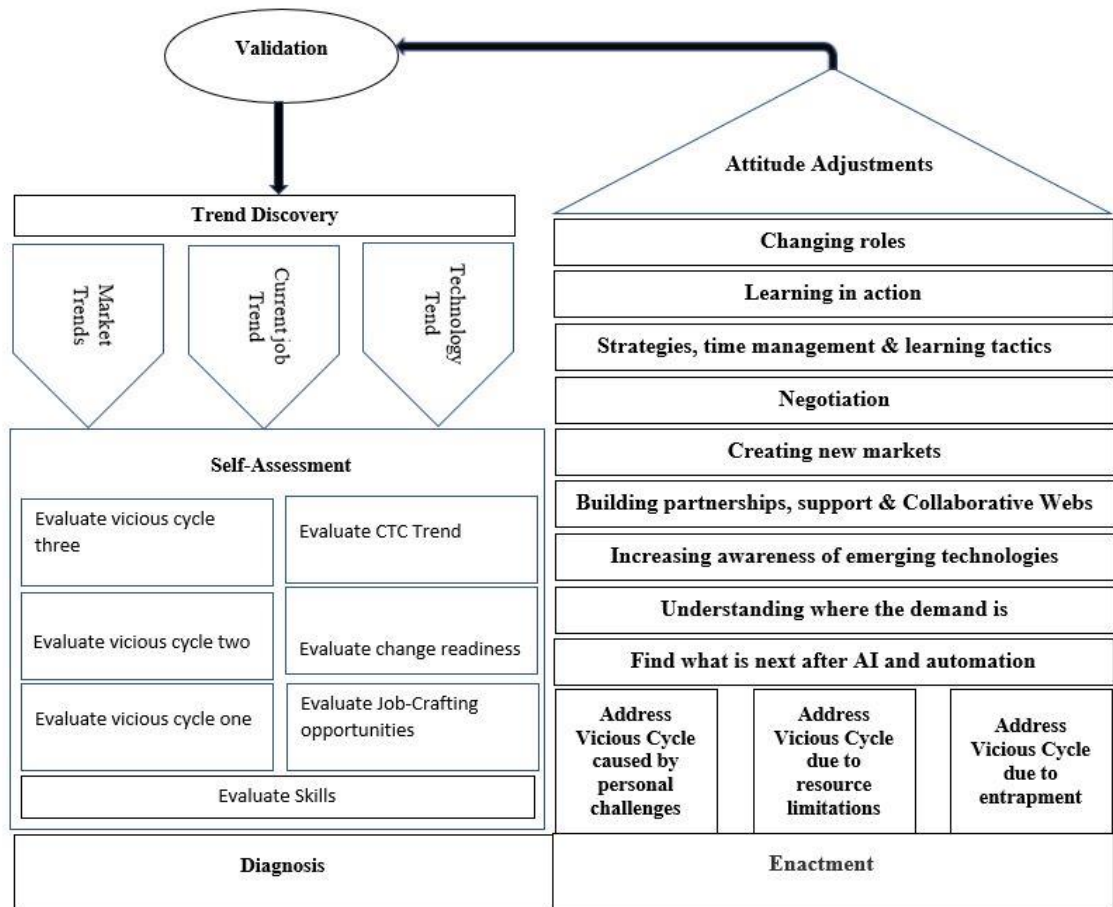 Validation
Trend Discovery
Market
Trends
Current job
Trend
Technology
Tend
Self-Assessment
Evaluate vicious cycle
three
Evaluate CTC Trend
Evaluate vicious cycle two
Evaluate change readiness
Evaluate vicious cycle one
Evaluate Job-Crafting
opportunities
Evaluate Skills
Diagnosis
Attitude Adjustments
Changing roles
Learning in action
Strategies, time management & learning tactics
Negotiation
Creating new markets
Building partnerships, support & Collaborative Webs
Increasing awareness of emerging technologies
Understanding where the demand is
Find what is next after AI and automation
Address
Vicious Cycle
caused by
personal
challenges
Address
Vicious Cycle
due to
resource
limitations
Address
Vicious Cycle
due to
entrapment
Enactment